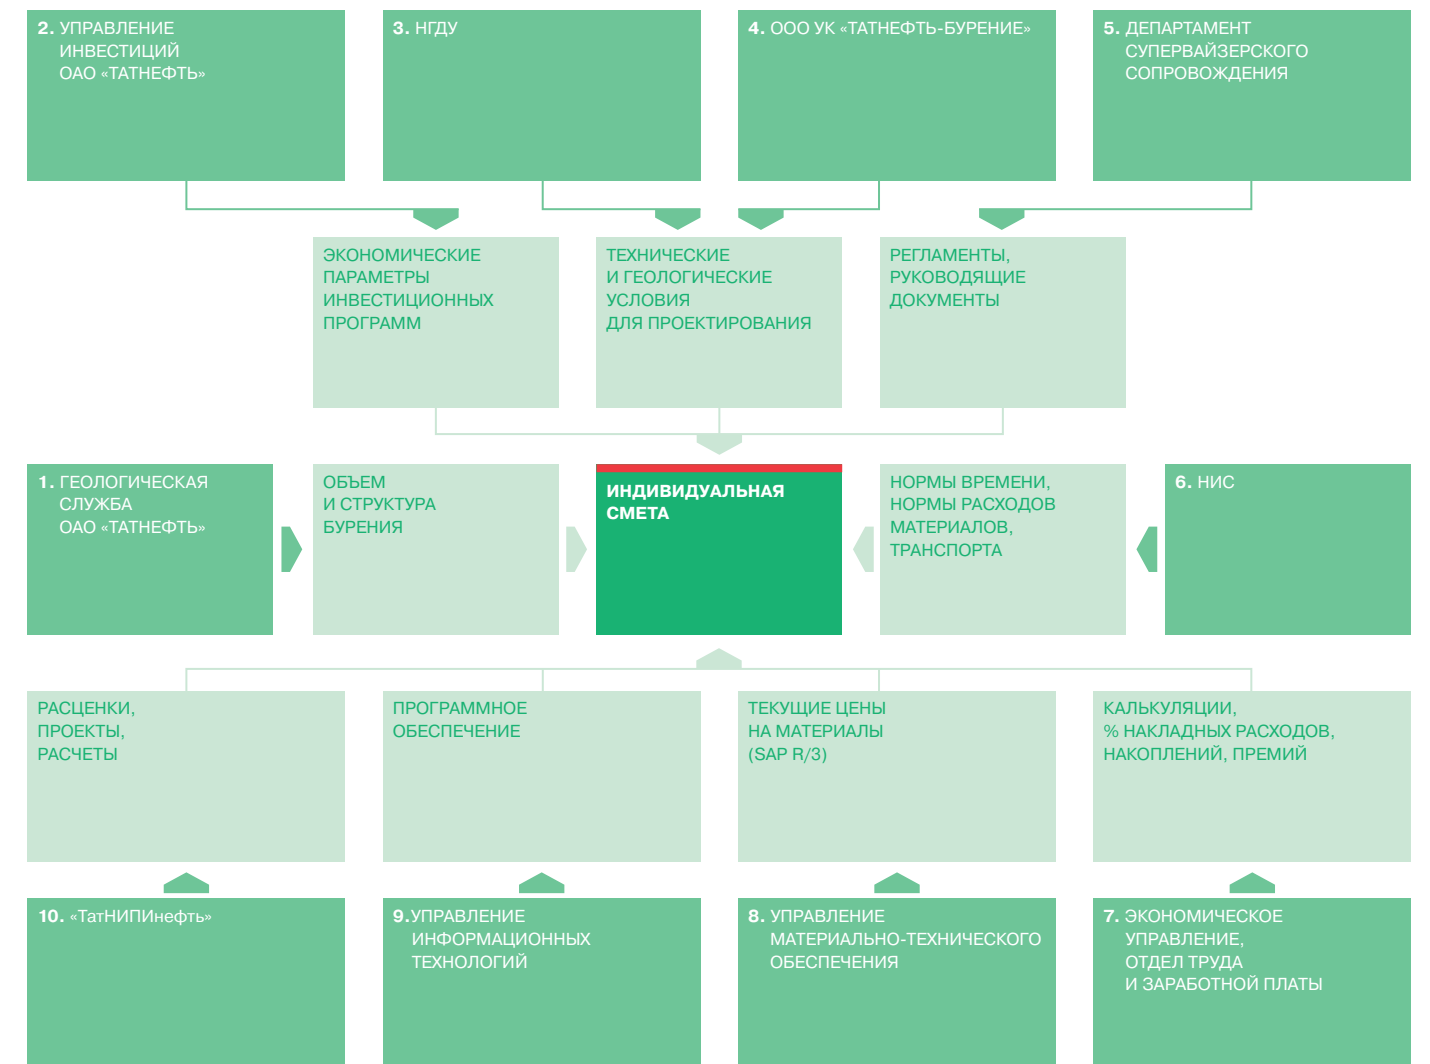 2. УПРАВЛЕНИЕ
ИНВЕСТИЦИЙ
ОАО «ТАТНЕФТЬ»
3. НГДУ
4. ООО УК «ТАТНЕФТЬ-БУРЕНИЕ»
5. ДЕПАРТАМЕНТ
СУПЕРВАЙЗЕРСКОГО
СОПРОВОЖДЕНИЯ
ЭКОНОМИЧЕСКИЕ
ПАРАМЕТРЫ
ИНВЕСТИЦИОННЫХ
ПРОГРАММ
ТЕХНИЧЕСКИЕ
И ГЕОЛОГИЧЕСКИЕ
УСЛОВИЯ
ДЛЯ ПРОЕКТИРОВАНИЯ
РЕГЛАМЕНТЫ,
РУКОВОДЯЩИЕ
ДОКУМЕНТЫ
1. ГЕОЛОГИЧЕСКАЯ
СЛУЖБА
ОАО «ТАТНЕФТЬ»
ОБЪЕМ
И СТРУКТУРА
БУРЕНИЯ
ИНДИВИДУАЛЬНАЯ
СМЕТА
НОРМЫ ВРЕМЕНИ,
НОРМЫ РАСХОДОВ
МАТЕРИАЛОВ,
ТРАНСПОРТА
6. НИС
РАСЦЕНКИ,
ПРОЕКТЫ,
РАСЧЕТЫ
ПРОГРАММНОЕ
ОБЕСПЕЧЕНИЕ
ТЕКУЩИЕ ЦЕНЫ
НА МАТЕРИАЛЫ
(SAP R/3)
КАЛЬКУЛЯЦИИ,
% НАКЛАДНЫХ РАСХОДОВ,
НАКОПЛЕНИЙ, ПРЕМИЙ
10. «ТатНИПИнефть»
9.УПРАВЛЕНИЕ
ИНФОРМАЦИОННЫХ
ТЕХНОЛОГИЙ
8. УПРАВЛЕНИЕ
МАТЕРИАЛЬНО-ТЕХНИЧЕСКОГО
ОБЕСПЕЧЕНИЯ
7. ЭКОНОМИЧЕСКОЕ
УПРАВЛЕНИЕ,
ОТДЕЛ ТРУДА
И ЗАРАБОТНОЙ ПЛАТЫ